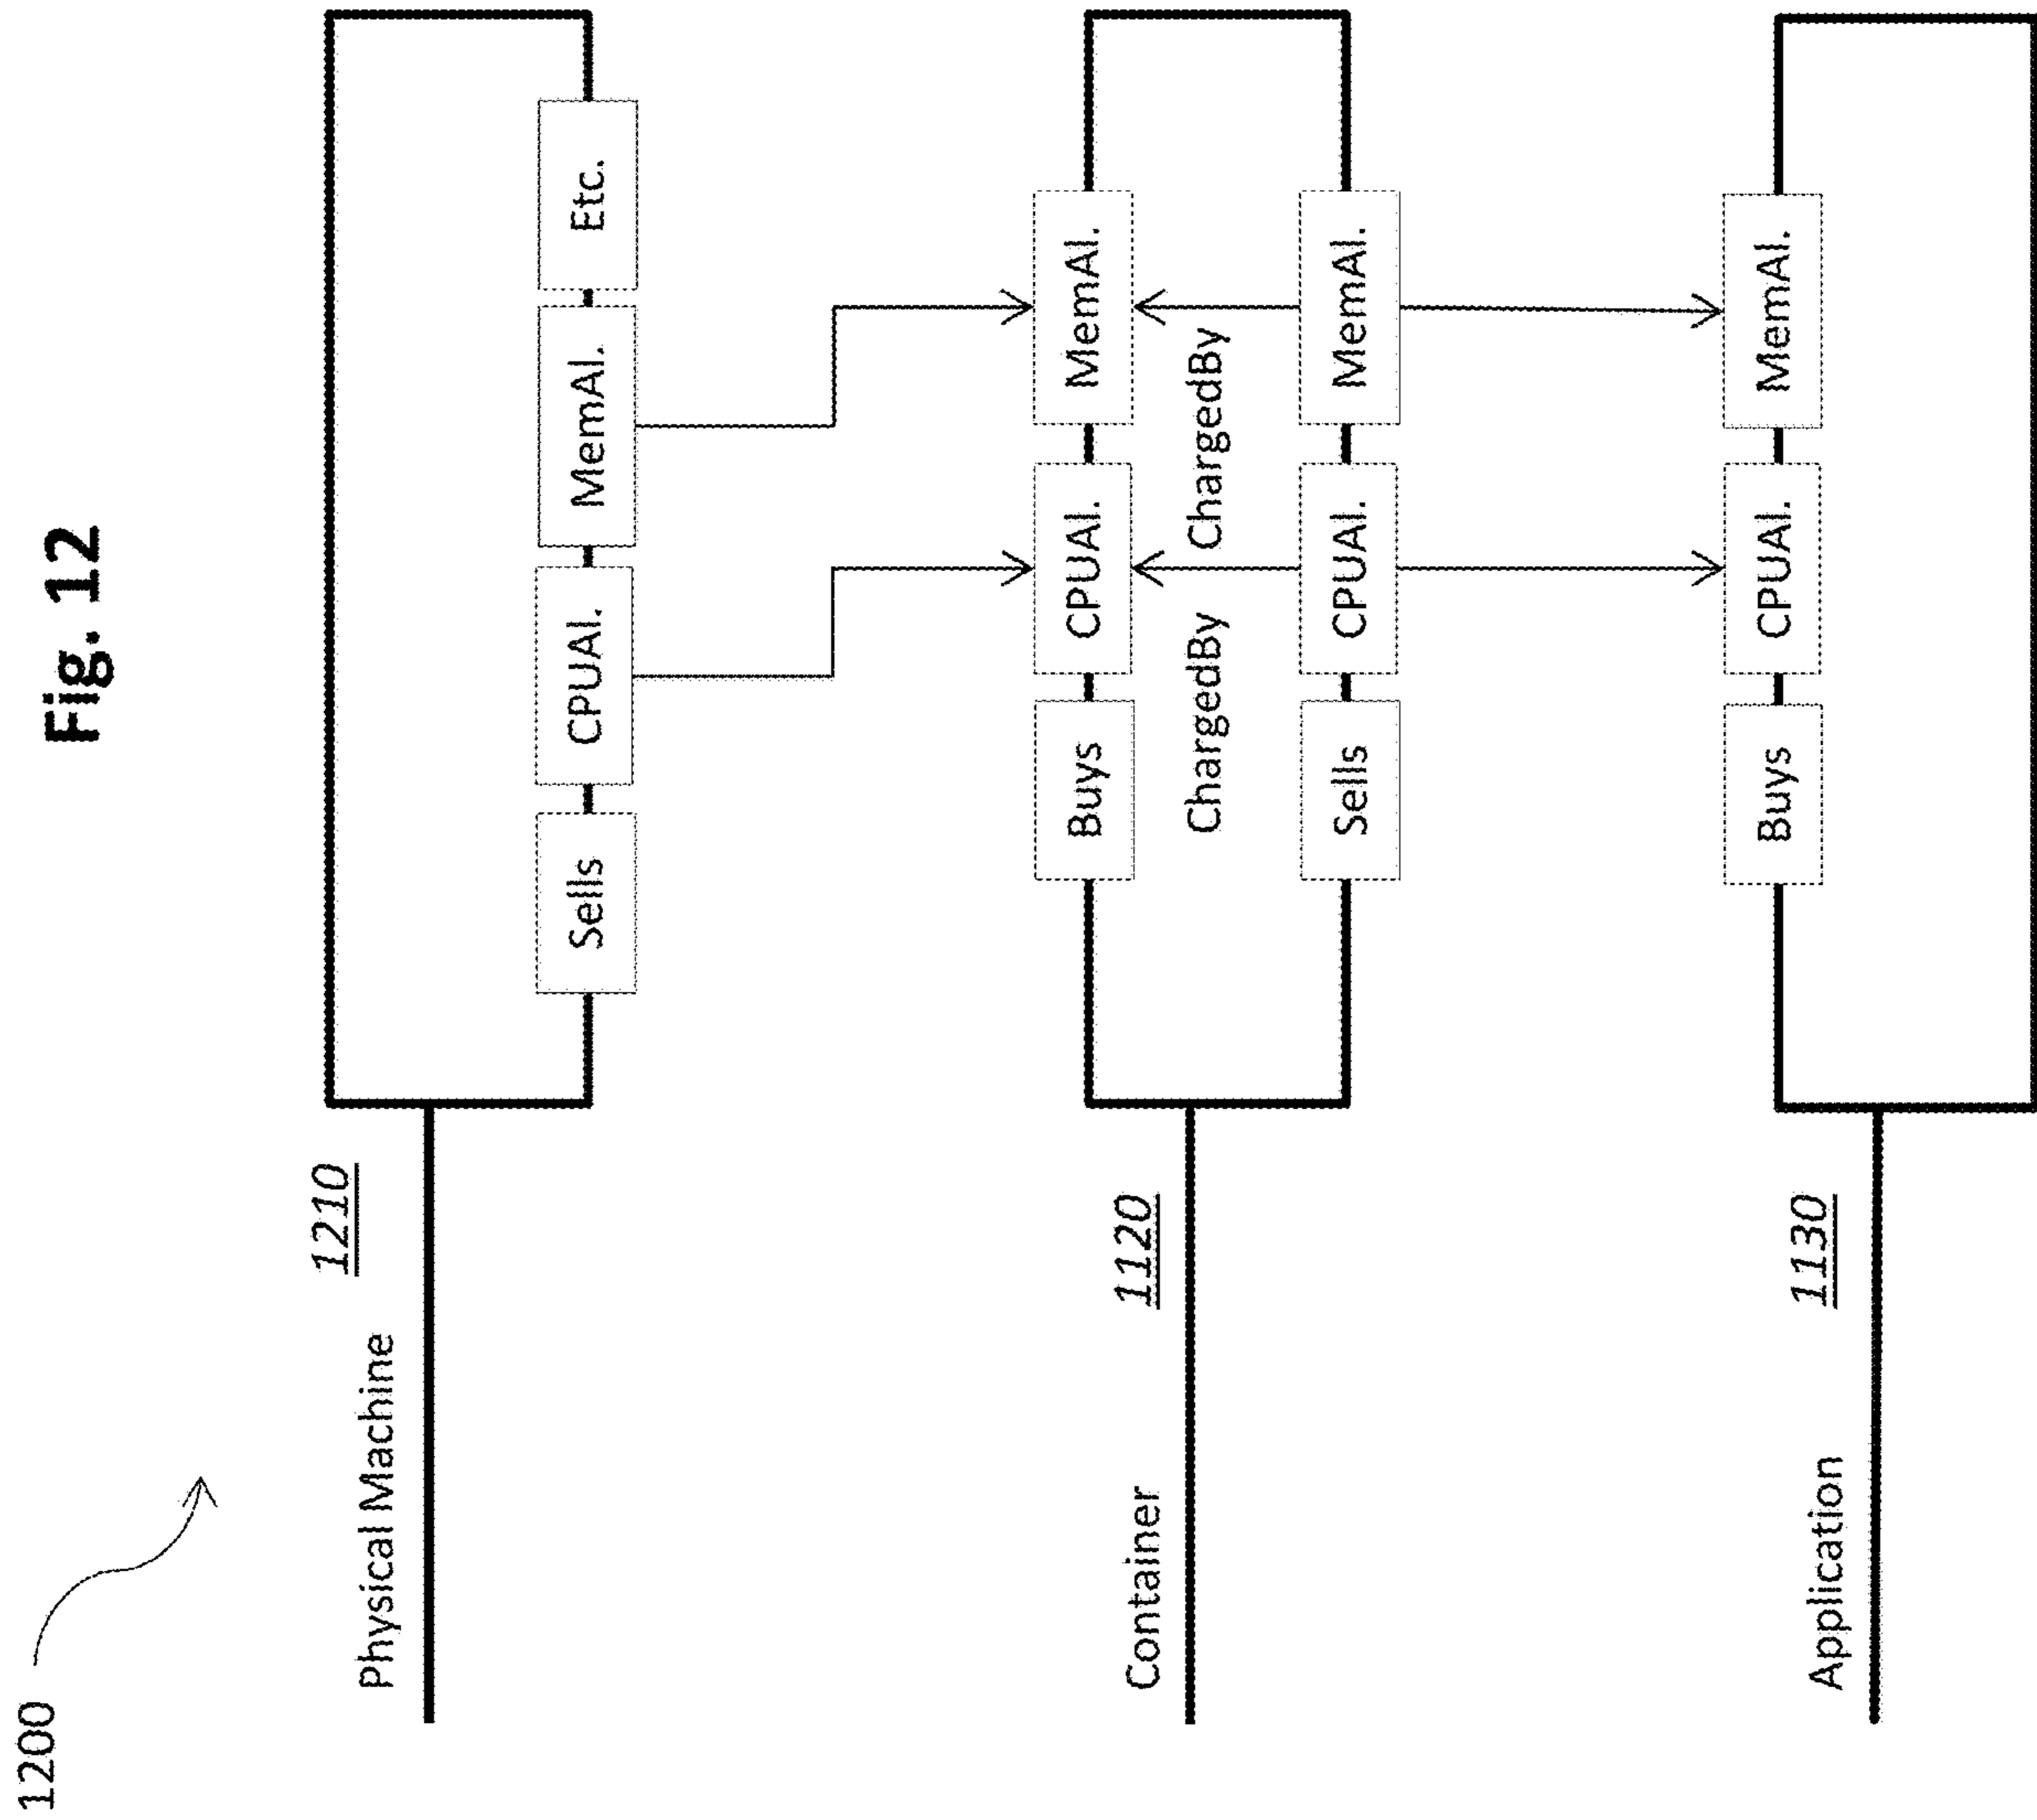 Fig. 12
1200
Physical Machine
1210
Sells
CPUAl.
MemAl.
Etc.
Container
1120
Buys
CPUAl.
MemAl.
ChargedBy
ChargedBy
Sells
CPUAl.
MemAl.
Application
1130
Buys
CPUAl.
MemAl.